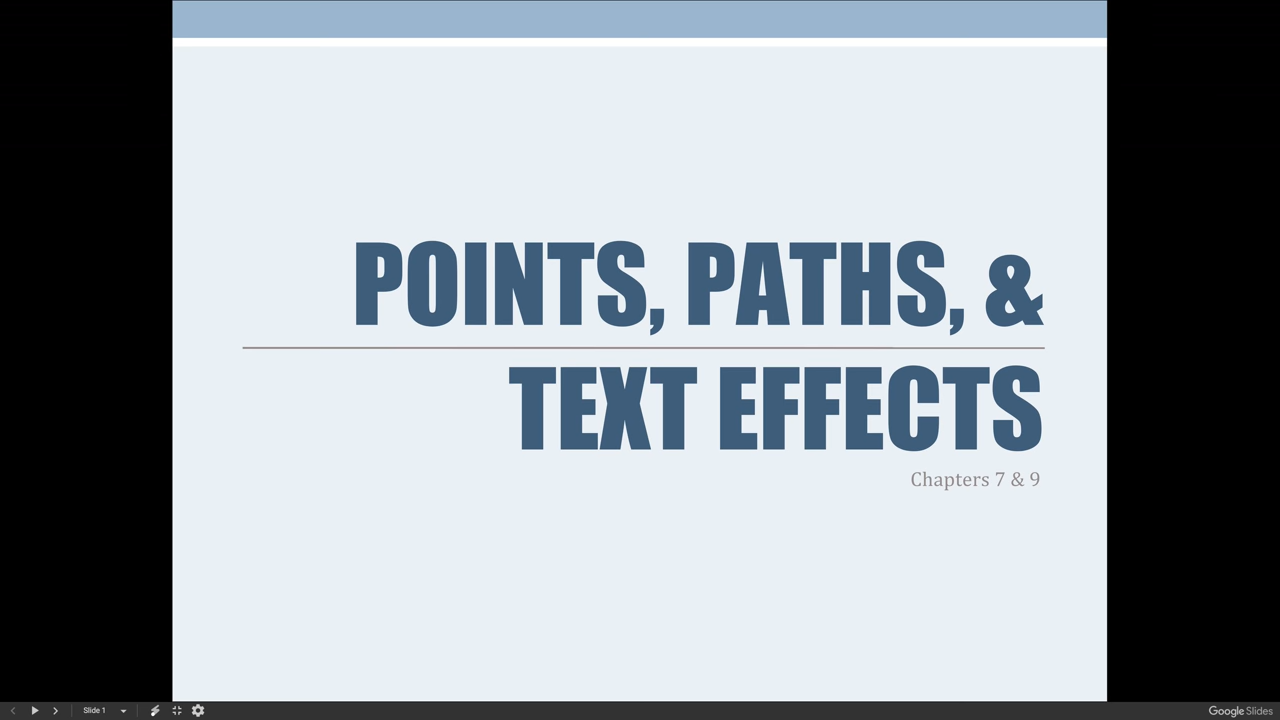 POINTS, PATHS, &
TEXT EFFECTS
Chapters 7 & 9
Slide 1
Google Slides